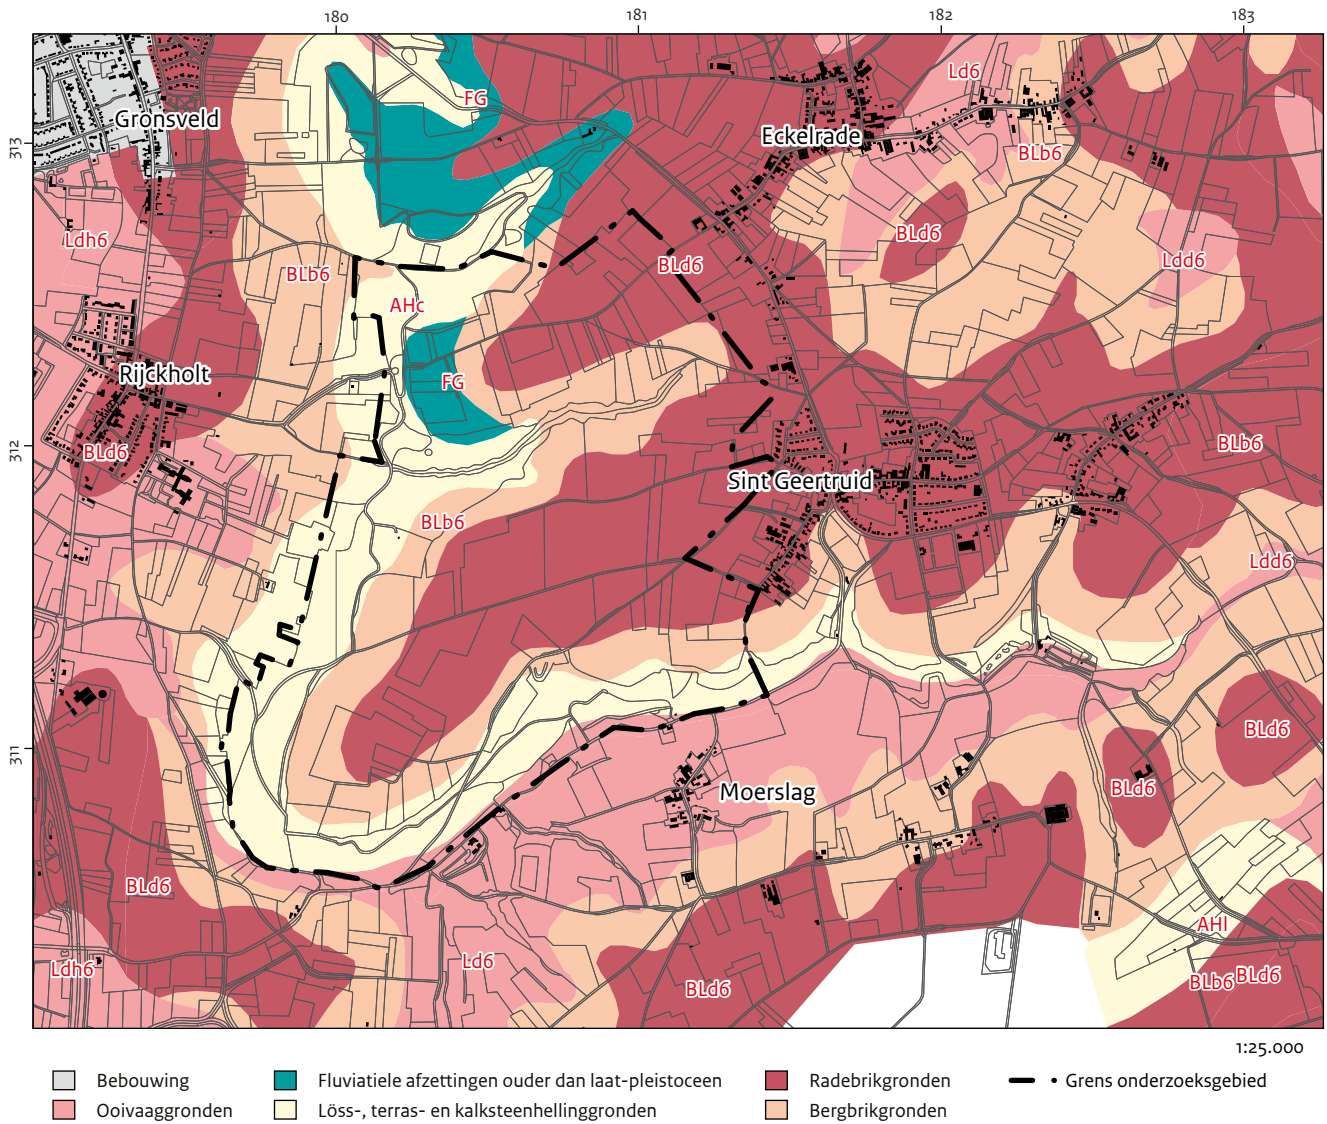 180 181 182 183
Ld6
FG
313
Gronsveld
Eckelrade
BLb6
BLd6
Ldh6
Ldd6
BLd6
BLb6
AHc
Rijckholt
FG
312
BLd6
BLb6
Sint Geertruid
BLb6
Ldd6
BLd6
311
Moerslag
BLd6
BLd6
AHl
Ld6
Ldh6
BLd6
BLb6 BLd6
1:25.000
Bebouwing
Fluviatiele afzettingen ouder dan laat-pleistoceen
Radebrikgronden
Grens onderzoeksgebied
Ooivaaggronden
Löss-, terras- en kalksteenhellinggronden
Bergbrikgronden